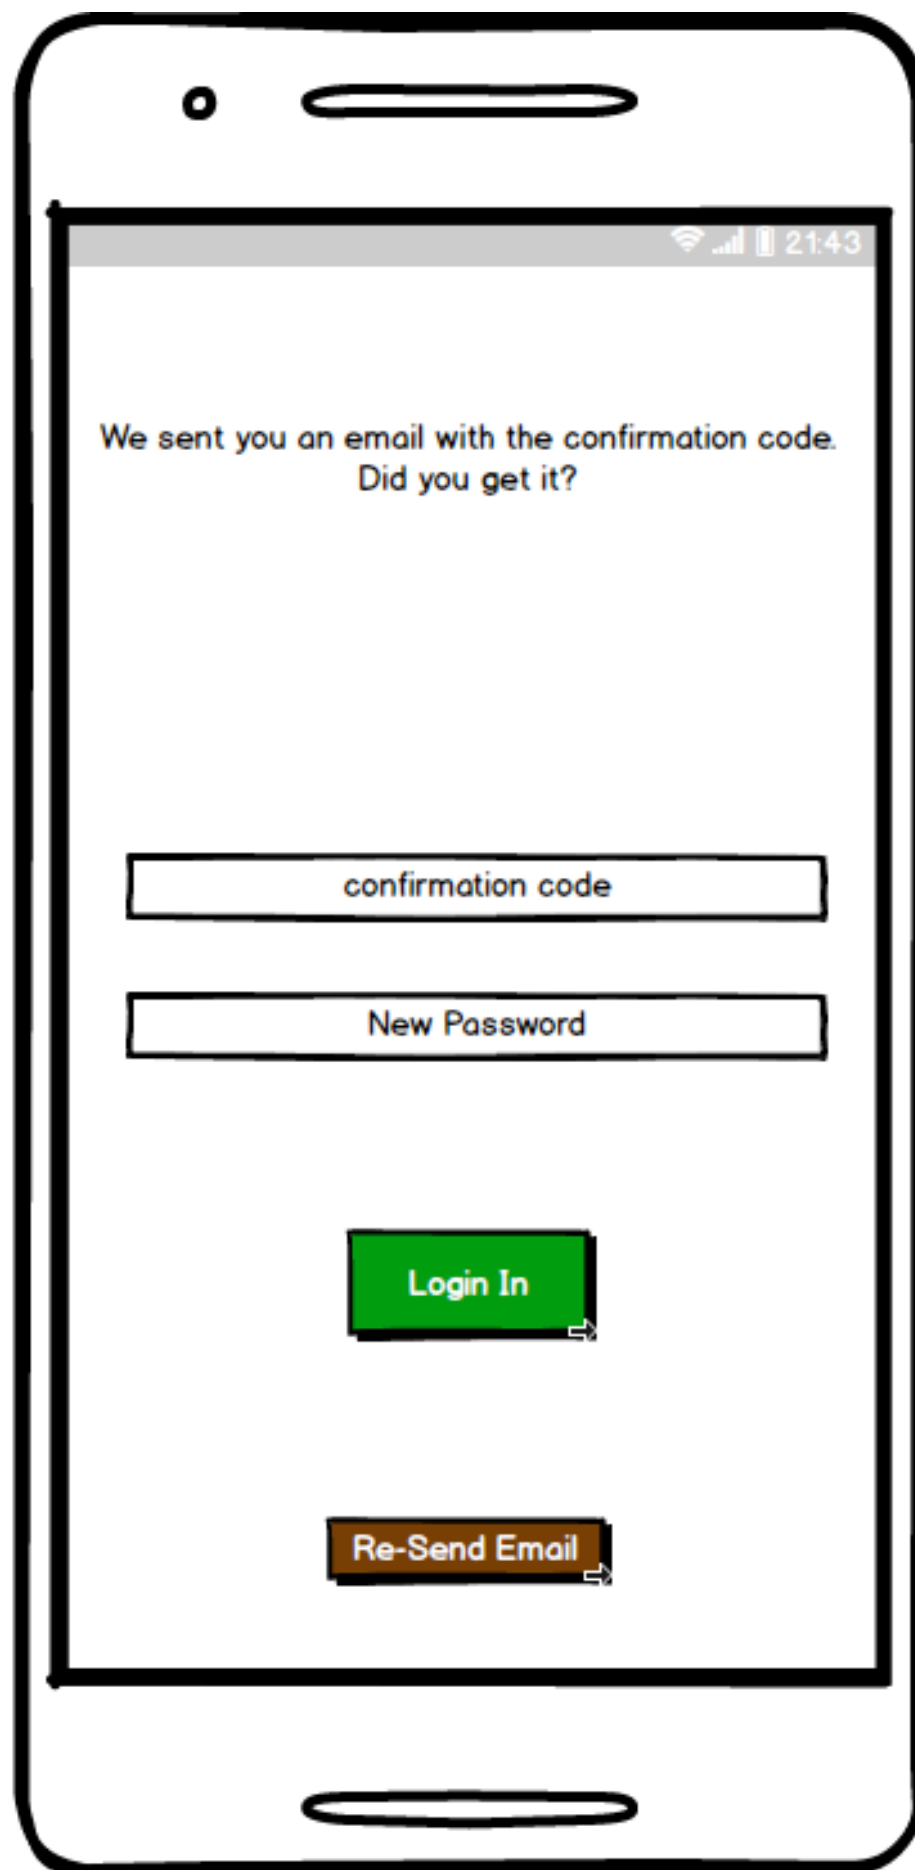 21:43
We sent you an email with the confirmation code.
Did you get it?
confirmation code
New Password
Login In
Re-Send Email